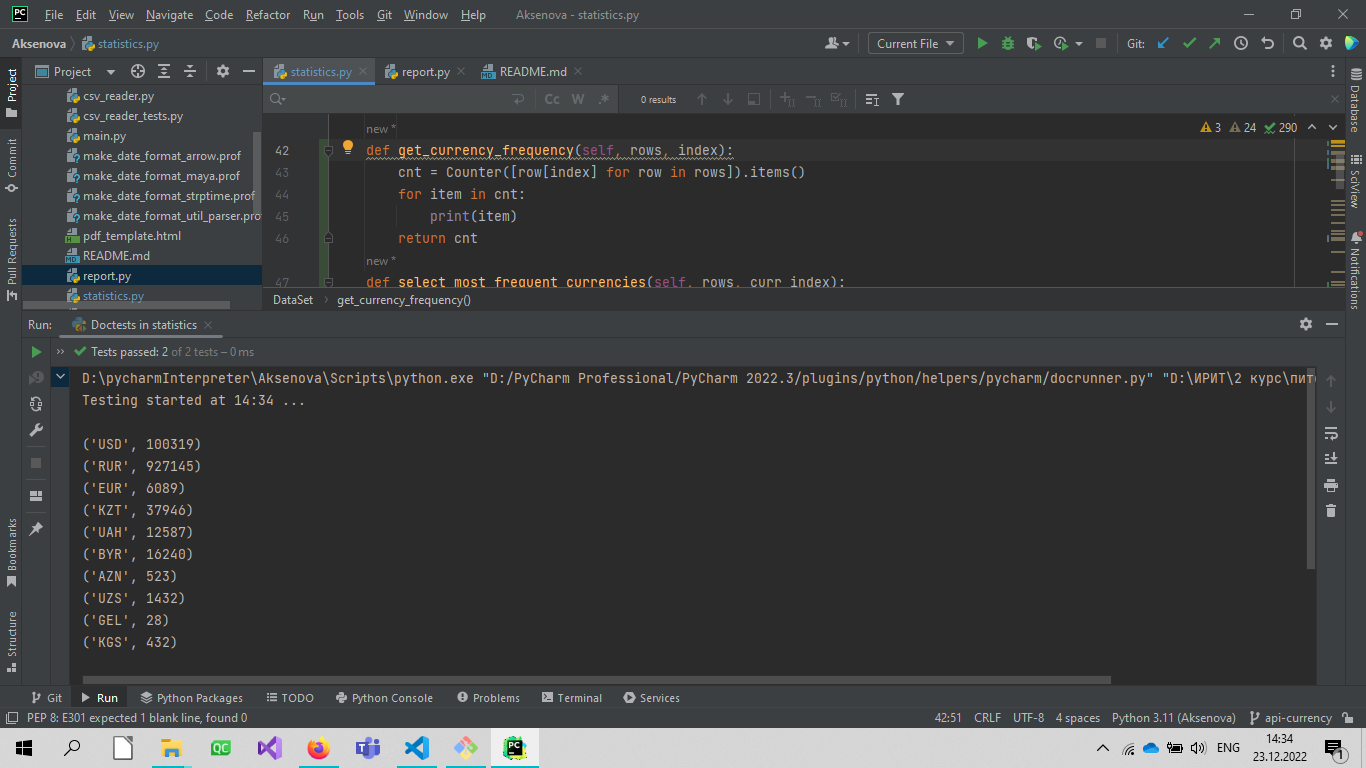 File Edit View Navigate Code Refactor Run Tools Git Window Help Aksenova - statistics.py
Aksenova statistics.py Current File Git:
Project
statistics.py report.py README.md
csv_reader.py
csv_reader_tests.py
main.py
make_date_format_arrow.prof
make_date_format_maya.prof
make_date_format_strptime.prof
make_date_format_util_parser.pro
pdf_template.html
README.md
report.py
statistics.py
Cc W .* 0 results
new *
3 24 290
42 def get_currency_frequency(self, rows, index):
43 cnt = Counter([row[index] for row in rows]).items()
44 for item in cnt:
45 print(item)
46 return cnt
new *
47 def select_most_frequent_currencies(self, rows, curr_index):
DataSet get_currency_frequency()
Project
Commit
Pull Requests
Bookmarks
Structure
Database
SciView
Notifications
Run: Doctests in statistics
Tests passed: 2 of 2 tests – 0 ms
D:\pycharmInterpreter\Aksenova\Scripts\python.exe "D:/PyCharm Professional/PyCharm 2022.3/plugins/python/helpers/pycharm/docrunner.py" "D:\ИРИТ\2 курс\пит
Testing started at 14:34 ...
('USD', 100319)
('RUR', 927145)
('EUR', 6089)
('KZT', 37946)
('UAH', 12587)
('BYR', 16240)
('AZN', 523)
('UZS', 1432)
('GEL', 28)
('KGS', 432)
Git Run Python Packages TODO Python Console Problems Terminal Services
PEP 8: E301 expected 1 blank line, found 0 42:51 CRLF UTF-8 4 spaces Python 3.11 (Aksenova) api-currency
ENG 14:34
23.12.2022
1